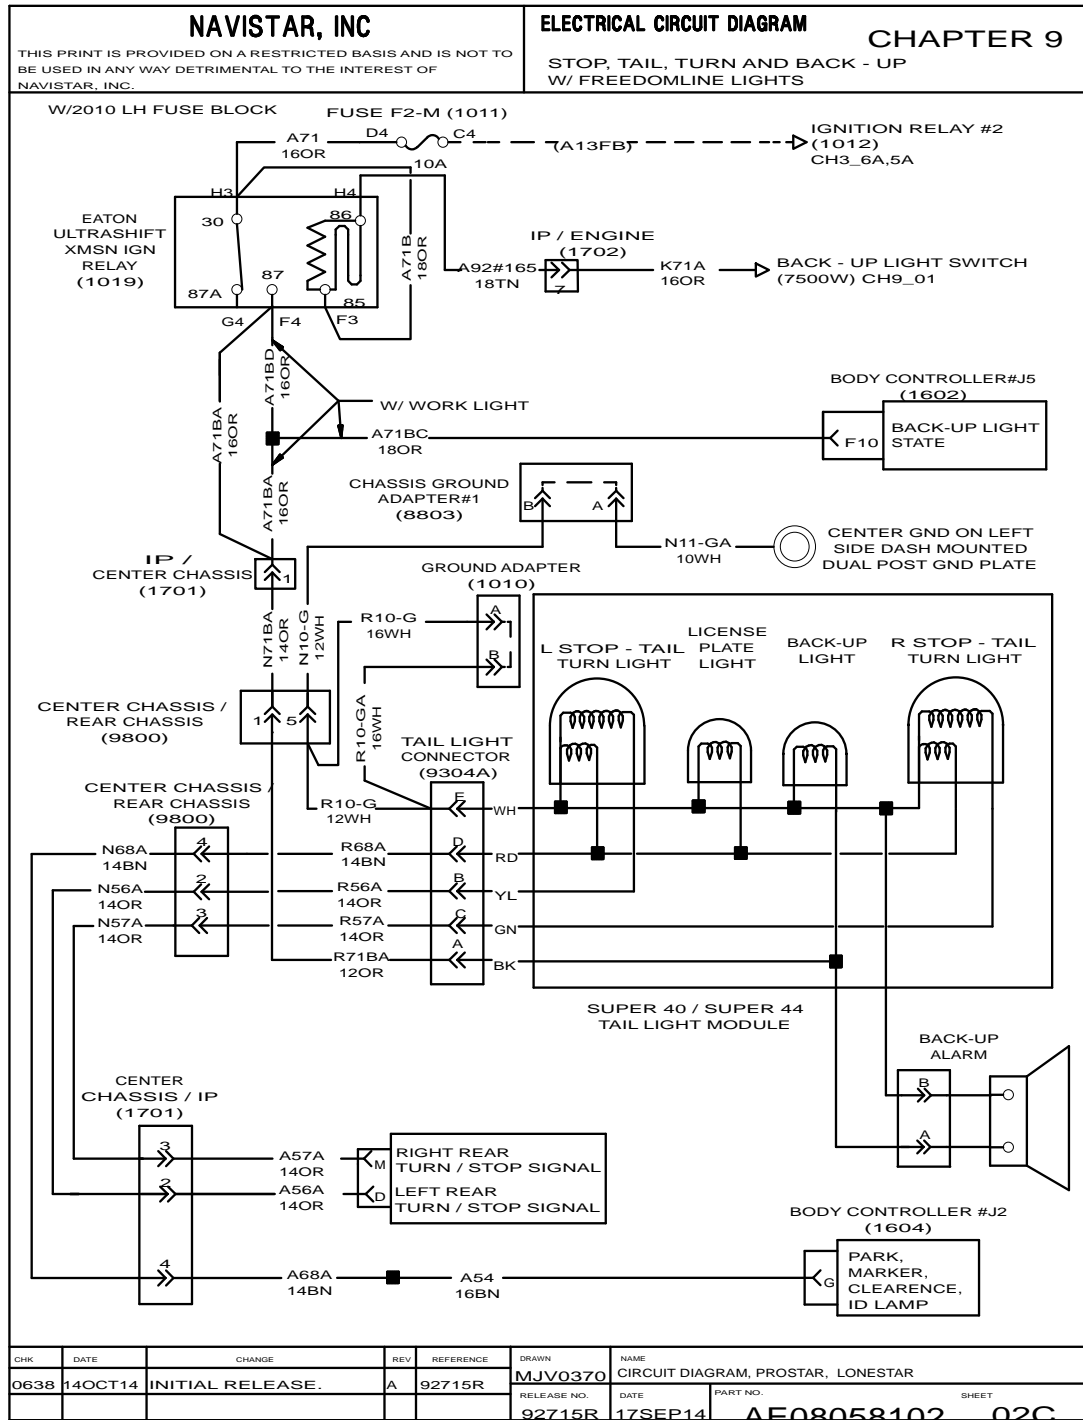 NAVISTAR, INC
THIS PRINT IS PROVIDED ON A RESTRICTED BASIS AND IS NOT TO
BE USED IN ANY WAY DETRIMENTAL TO THE INTEREST OF
NAVISTAR, INC.
ELECTRICAL CIRCUIT DIAGRAM
CHAPTER 9
STOP, TAIL, TURN AND BACK - UP
W/ FREEDOMLINE LIGHTS
W/2010 LH FUSE BLOCK
FUSE F2-M (1011)
A71
16OR
D4
C4
10A
(A13FB)
IGNITION RELAY #2
(1012)
CH3_6A,5A
H3
H4
EATON
ULTRASHIFT
XMSN IGN
RELAY
(1019)
30
86
87
87A
85
G4
F4
F3
A71B
18OR
A92#165
18TN
IP / ENGINE
(1702)
7
K71A
16OR
BACK - UP LIGHT SWITCH
(7500W) CH9_01
A71BD
16OR
A71BA
16OR
W/ WORK LIGHT
A71BC
18OR
BODY CONTROLLER#J5
(1602)
F10
BACK-UP LIGHT
STATE
A71BA
16OR
CHASSIS GROUND
ADAPTER#1
(8803)
B
A
N11-GA
10WH
CENTER GND ON LEFT
SIDE DASH MOUNTED
DUAL POST GND PLATE
IP /
CENTER CHASSIS
(1701)
1
GROUND ADAPTER
(1010)
A
B
N71BA
14OR
N10-G
12WH
R10-G
16WH
R10-GA
16WH
L STOP - TAIL
TURN LIGHT
LICENSE
PLATE
LIGHT
BACK-UP
LIGHT
R STOP - TAIL
TURN LIGHT
CENTER CHASSIS /
REAR CHASSIS
(9800)
1
5
TAIL LIGHT
CONNECTOR
(9304A)
CENTER CHASSIS /
REAR CHASSIS
(9800)
R10-G
12WH
E
WH
N68A
14BN
4
R68A
14BN
D
RD
N56A
14OR
2
R56A
14OR
B
YL
N57A
14OR
3
R57A
14OR
C
GN
R71BA
12OR
A
BK
SUPER 40 / SUPER 44
TAIL LIGHT MODULE
BACK-UP
ALARM
B
A
CENTER
CHASSIS / IP
(1701)
3
A57A
14OR
M
RIGHT REAR
TURN / STOP SIGNAL
2
A56A
14OR
D
LEFT REAR
TURN / STOP SIGNAL
4
A68A
14BN
A54
16BN
BODY CONTROLLER #J2
(1604)
G
PARK,
MARKER,
CLEARENCE,
ID LAMP
CHK DATE CHANGE REV REFERENCE
0638 14OCT14 INITIAL RELEASE. A 92715R
DRAWN
MJV0370
NAME
CIRCUIT DIAGRAM, PROSTAR, LONESTAR
RELEASE NO.
92715R
DATE
17SEP14
PART NO.
AE08058102
SHEET
02C